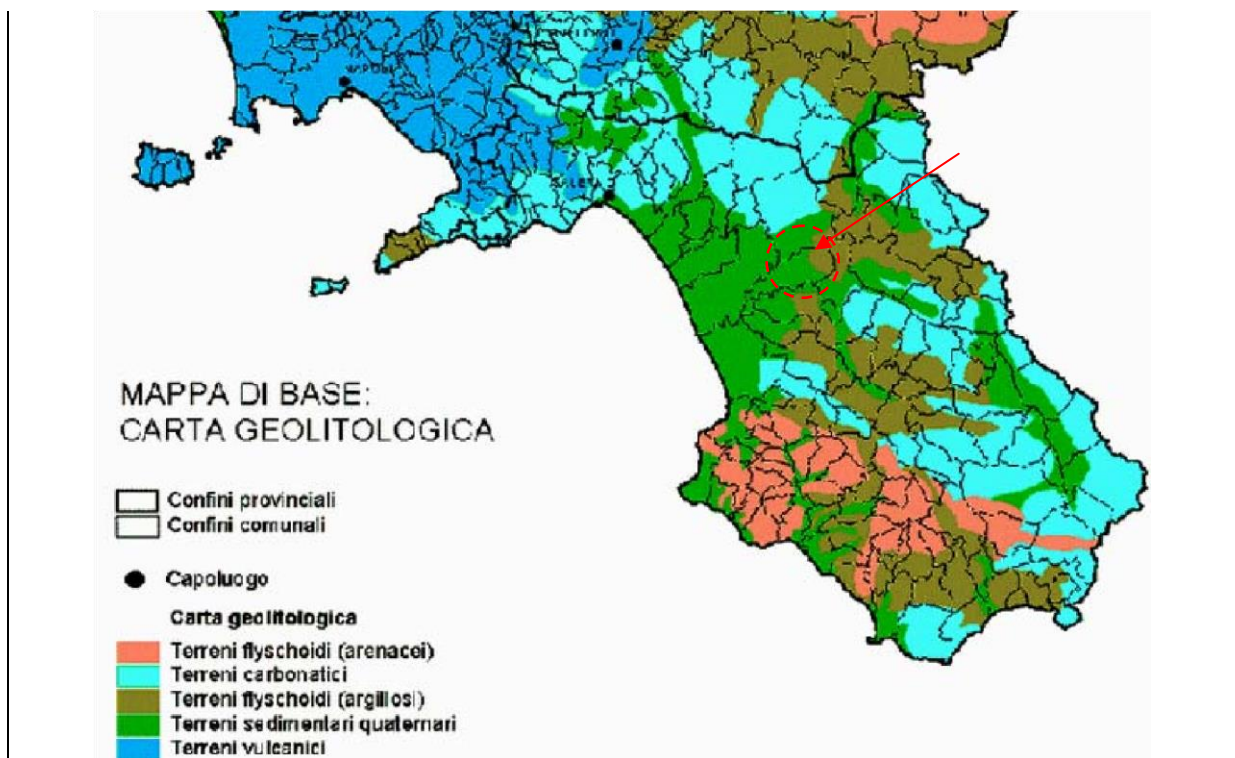 MAPPA DI BASE:
CARTA GEOLITOLOGICA
Confini provinciali
Confini comunali
Capoluogo
Carta geolitologica
Terreni flyschoidi (arenacei)
Terreni carbonatici
Terreni flyschoidi (argillosi)
Terreni sedimentari quaternari
Terreni vulcanici